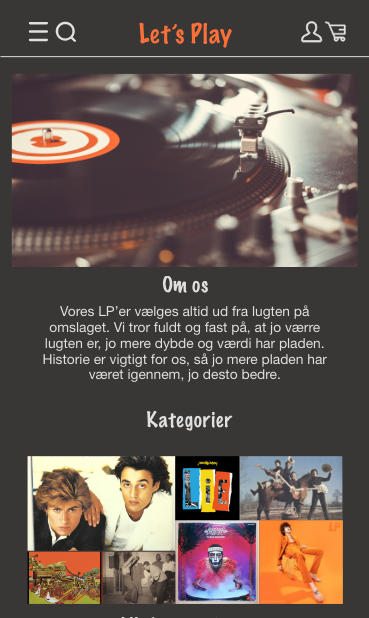 Let's Play
Om os
Vores LP'er vælges altid ud fra lugten på
omslaget. Vi tror fuldt og fast på, at jo værre
lugten er, jo mere dybde og værdi har pladen.
Historie er vigtigt for os, så jo mere pladen har
været igennem, jo desto bedre.
Kategorier
LP